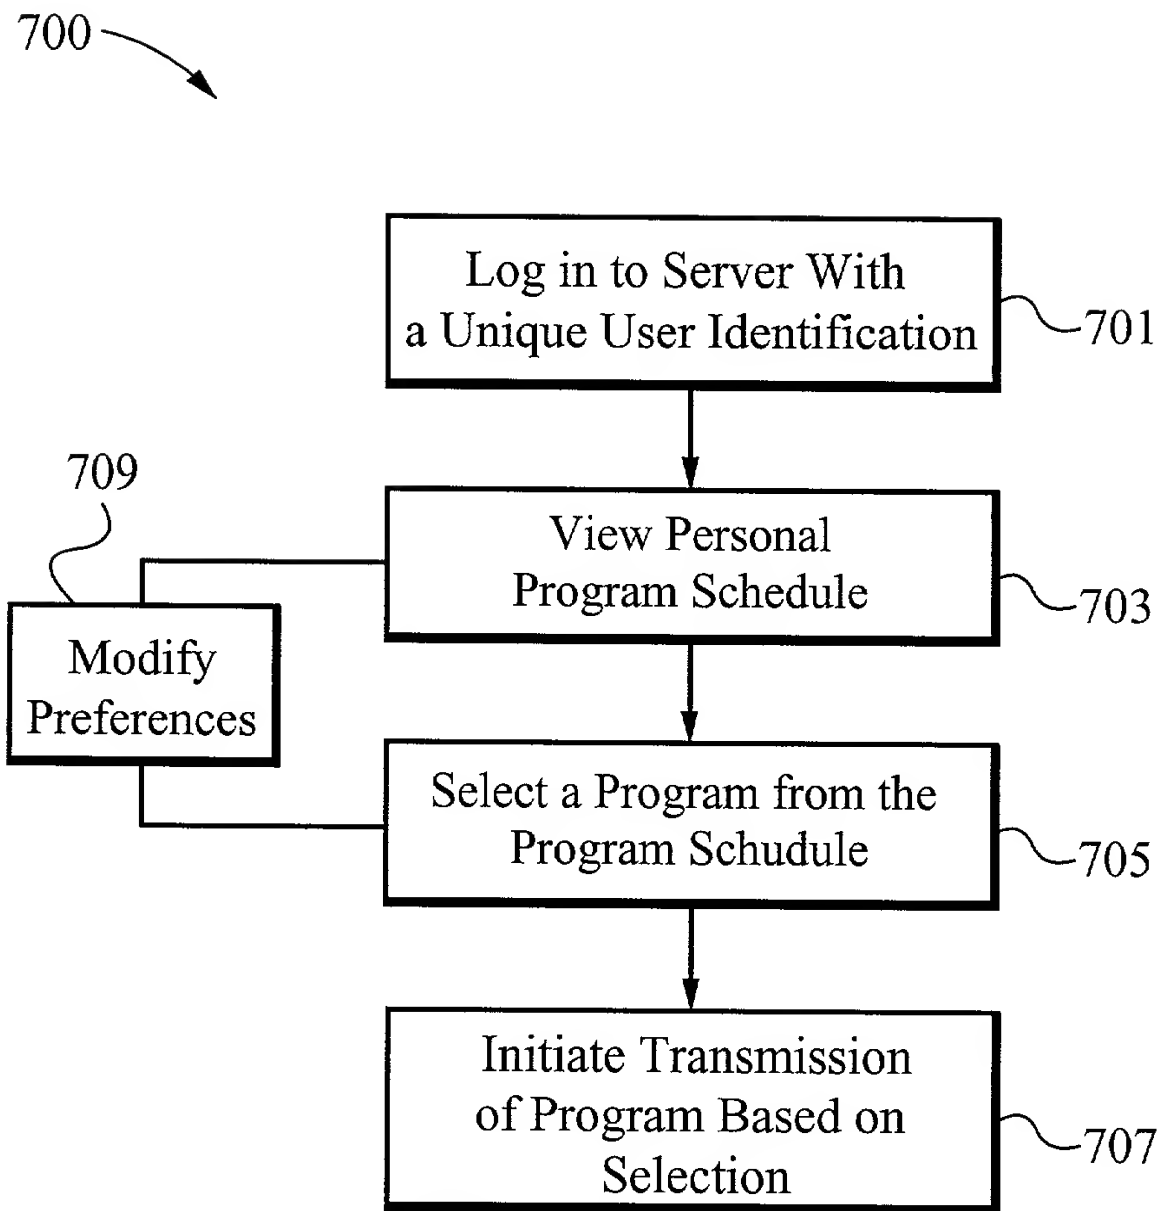 700
Log in to Server With
a Unique User Identification
701
709
View Personal
Program Schedule
703
Modify
Preferences
Select a Program from the
Program Schudule
705
Initiate Transmission
of Program Based on
Selection
707